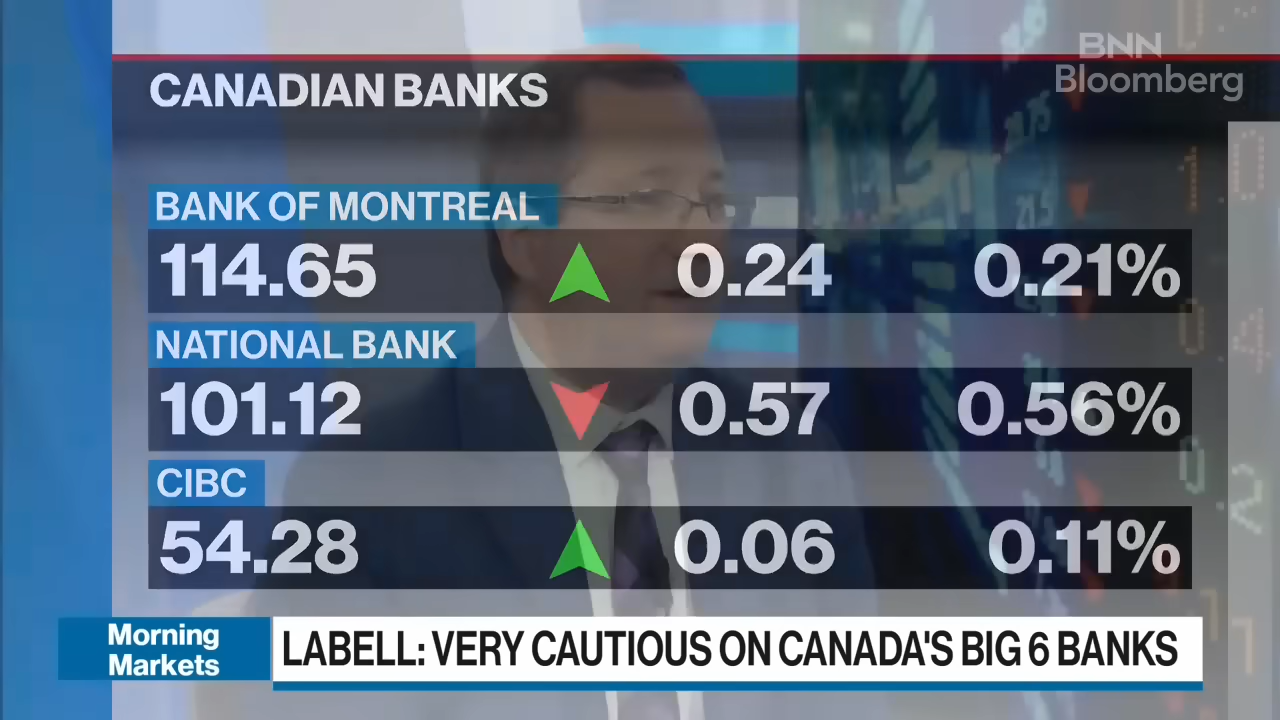 BNN
Bloomberg
CANADIAN BANKS
BANK OF MONTREAL
114.65 ▲ 0.24 0.21%
NATIONAL BANK
101.12 ▼ 0.57 0.56%
CIBC
54.28 ▲ 0.06 0.11%
Morning
Markets
LABELL: VERY CAUTIOUS ON CANADA'S BIG 6 BANKS